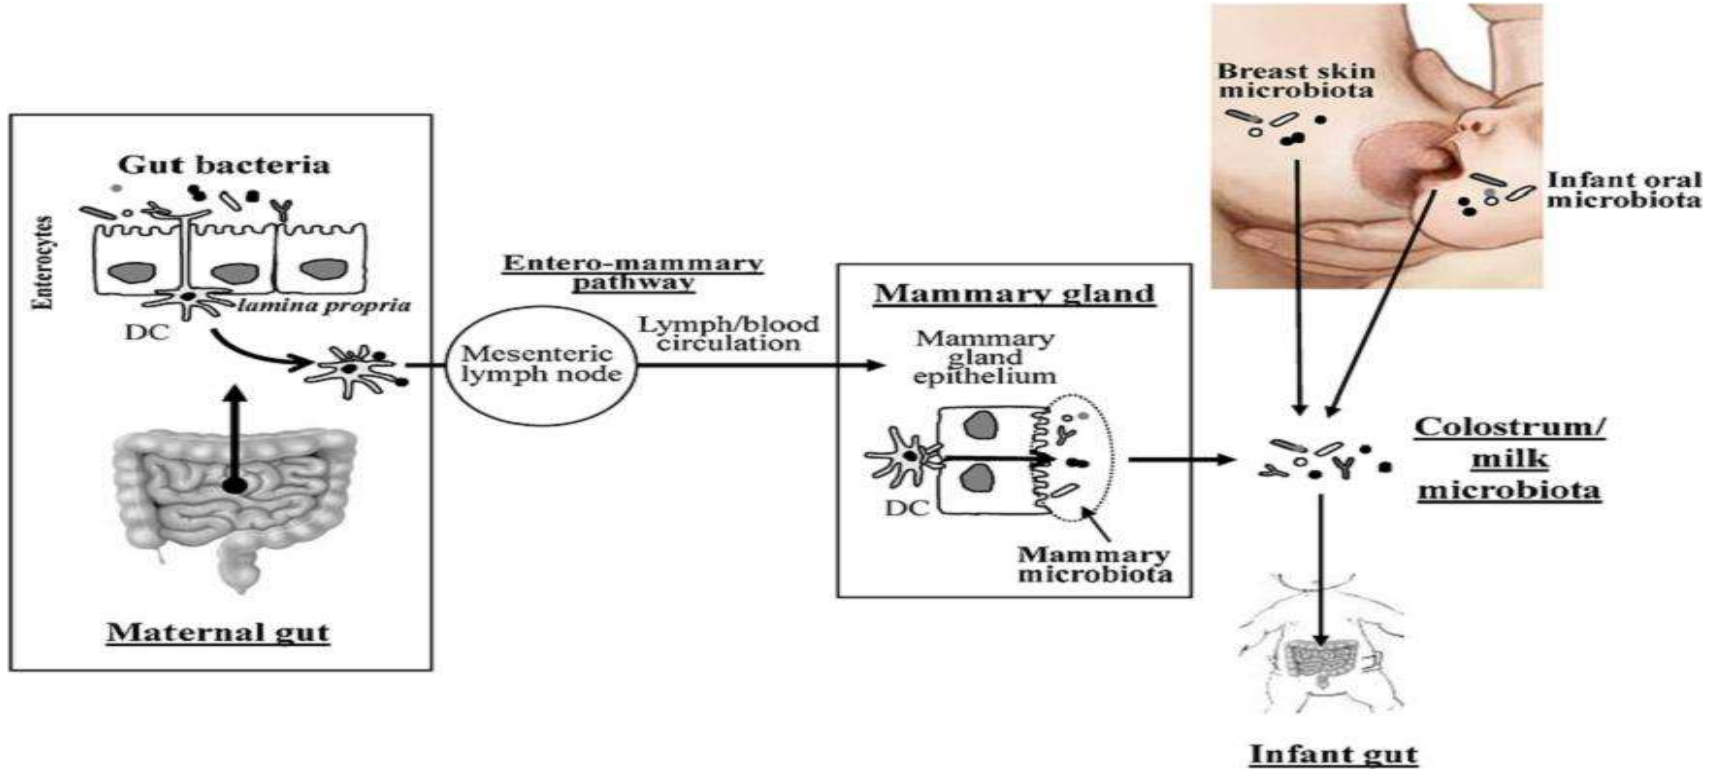 Gut bacteria
Enterocytes
lamina propria
DC
Maternal gut
Entero-mammary
pathway
Mesenteric
lymph node
Lymph/blood
circulation
Mammary gland
Mammary
gland
epithelium
DC
Mammary
microbiota
Breast skin
microbiota
Infant oral
microbiota
Colostrum/
milk
microbiota
Infant gut